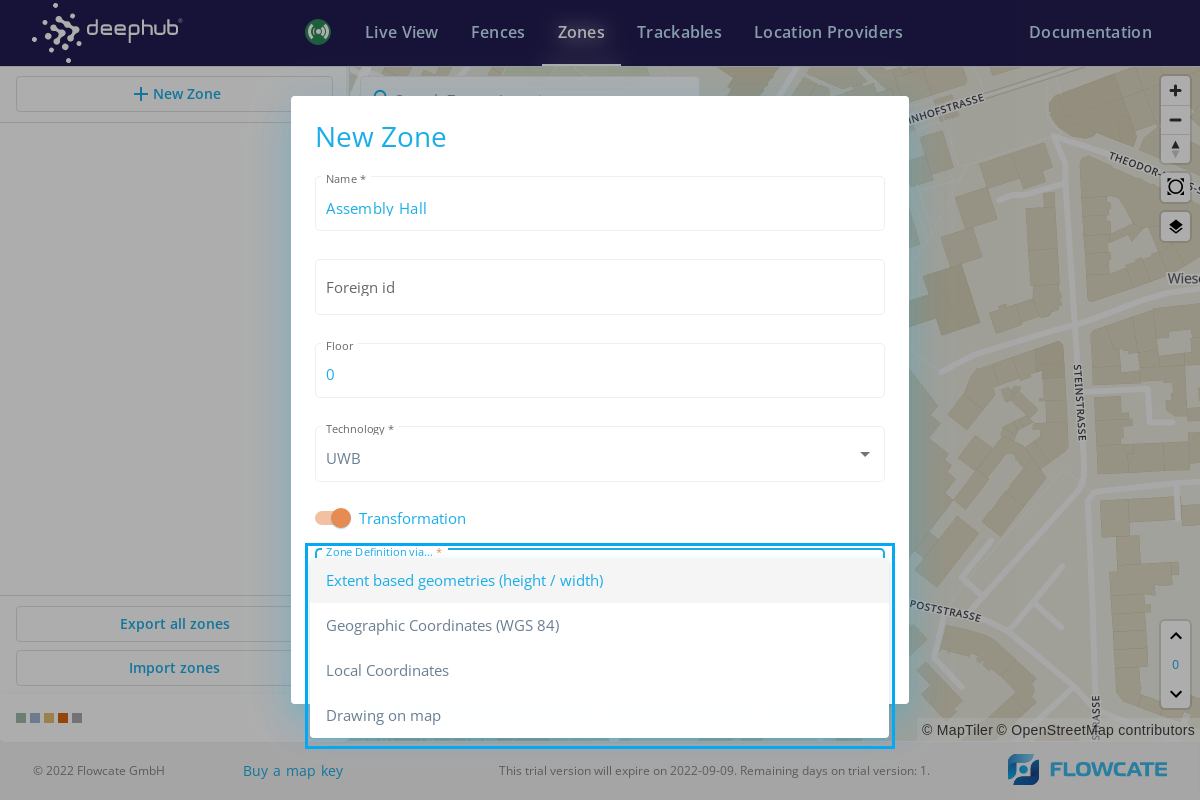 deephub
Live View
Fences
Zones
Trackables
Location Providers
Documentation
New Zone
New Zone
Name *
Assembly Hall
Foreign id
Floor
0
Technology *
UWB
Transformation
Zone Definition via... *
Extent based geometries (height / width)
Geographic Coordinates (WGS 84)
Local Coordinates
Drawing on map
Export all zones
Import zones
THEODOR-
STEINSTRASSE
POSTSTRASSE
0
© MapTiler © OpenStreetMap contributors
© 2022 Flowcate GmbH
Buy a map key
This trial version will expire on 2022-09-09. Remaining days on trial version: 1.
FLOWCATE